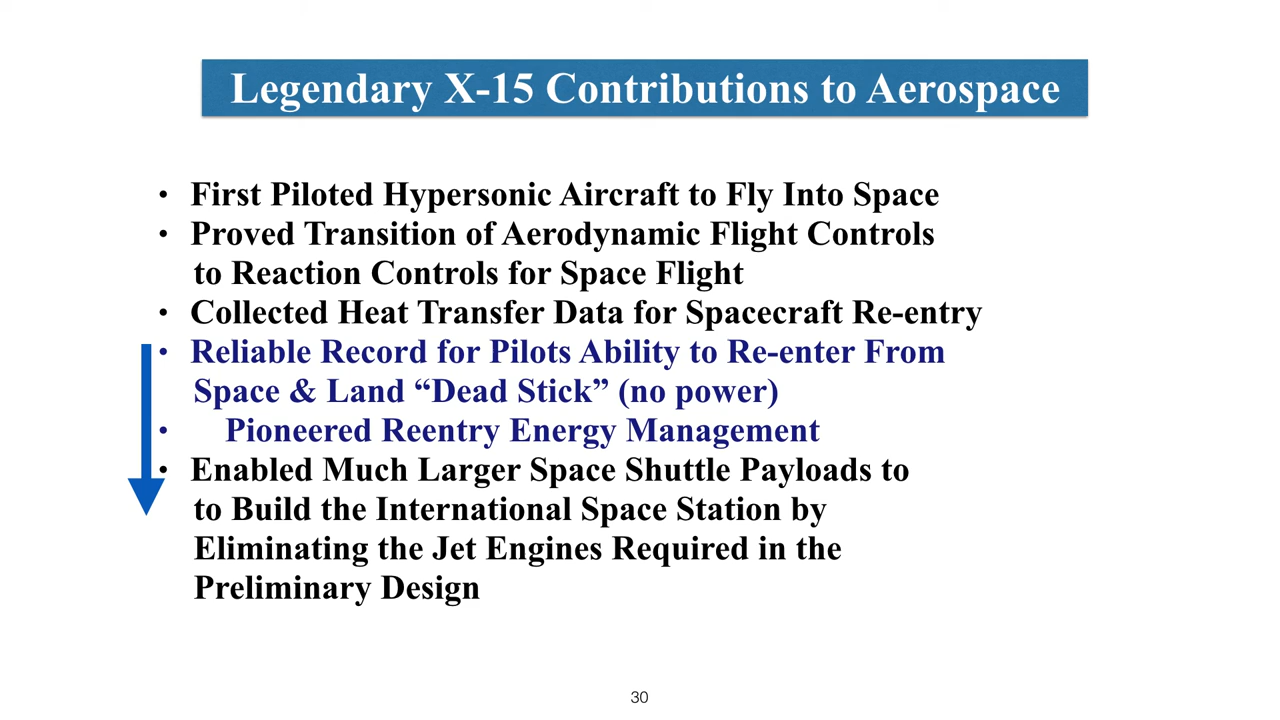 Legendary X-15 Contributions to Aerospace
• First Piloted Hypersonic Aircraft to Fly Into Space
• Proved Transition of Aerodynamic Flight Controls
to Reaction Controls for Space Flight
• Collected Heat Transfer Data for Spacecraft Re-entry
• Reliable Record for Pilots Ability to Re-enter From
Space & Land “Dead Stick” (no power)
• Pioneered Reentry Energy Management
• Enabled Much Larger Space Shuttle Payloads to
to Build the International Space Station by
Eliminating the Jet Engines Required in the
Preliminary Design
30